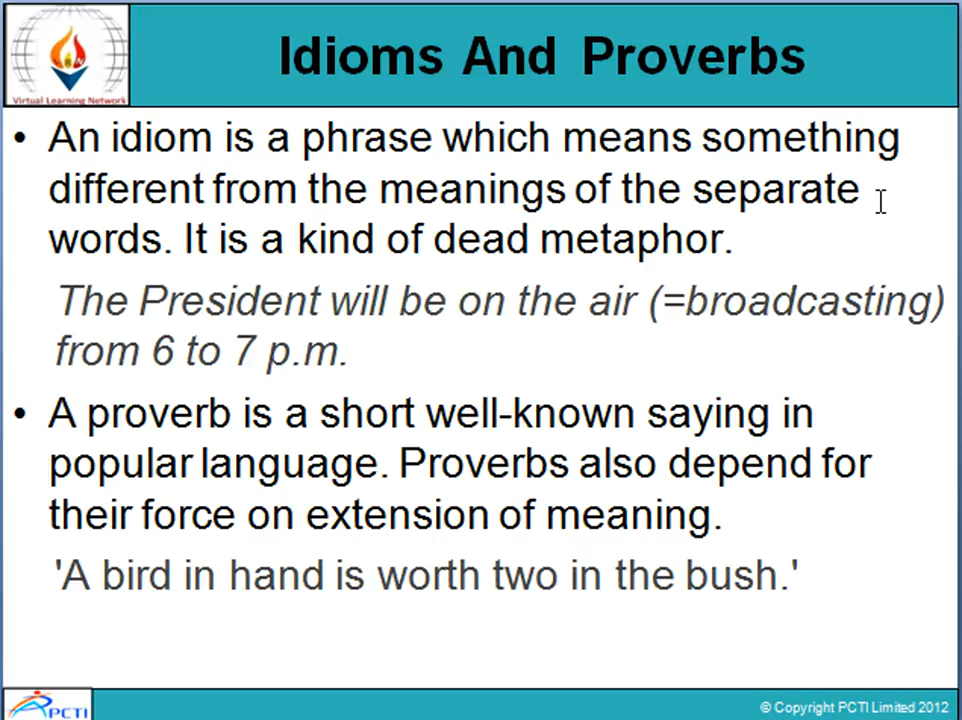 Idioms And Proverbs
Virtual Learning Network
• An idiom is a phrase which means something
different from the meanings of the separate
words. It is a kind of dead metaphor.
The President will be on the air (=broadcasting)
from 6 to 7 p.m.
• A proverb is a short well-known saying in
popular language. Proverbs also depend for
their force on extension of meaning.
'A bird in hand is worth two in the bush.'
PCTI
© Copyright PCTI Limited 2012